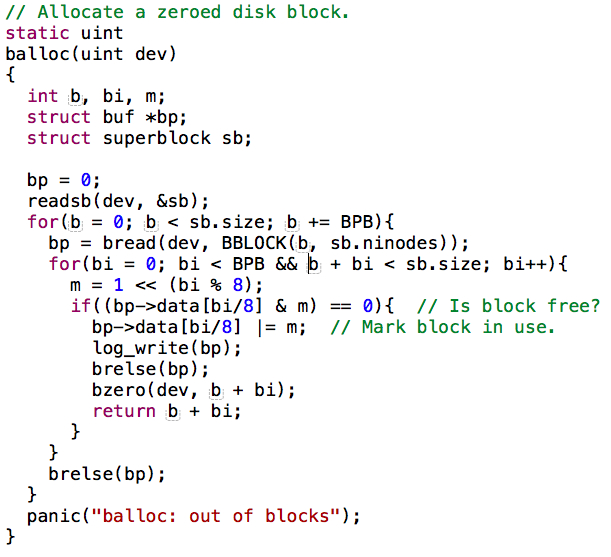 // Allocate a zeroed disk block.
static uint
balloc(uint dev)
{
  int b, bi, m;
  struct buf *bp;
  struct superblock sb;

  bp = 0;
  readsb(dev, &sb);
  for(b = 0; b < sb.size; b += BPB){
    bp = bread(dev, BBLOCK(b, sb.ninodes));
    for(bi = 0; bi < BPB && b + bi < sb.size; bi++){
      m = 1 << (bi % 8);
      if((bp->data[bi/8] & m) == 0){  // Is block free?
        bp->data[bi/8] |= m;  // Mark block in use.
        log_write(bp);
        brelse(bp);
        bzero(dev, b + bi);
        return b + bi;
      }
    }
    brelse(bp);
  }
  panic("balloc: out of blocks");
}